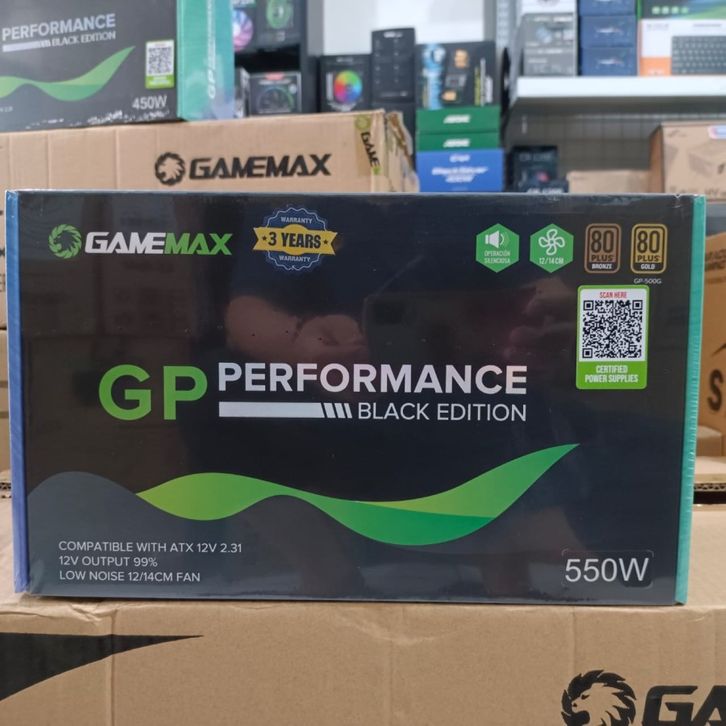 PERFORMANCE
BLACK EDITION
GP
450W
GAMEMAX
GAMEMAX
WARRANTY
3 YEARS
WARRANTY
OPERACIÓN
SILENCIOSA
12/14CM
80
PLUS
BRONZE
80
PLUS
GOLD
GP-500G
SCAN HERE
CERTIFIED
POWER SUPPLIES
GP PERFORMANCE
BLACK EDITION
COMPATIBLE WITH ATX 12V 2.31
12V OUTPUT 99%
LOW NOISE 12/14CM FAN
550W